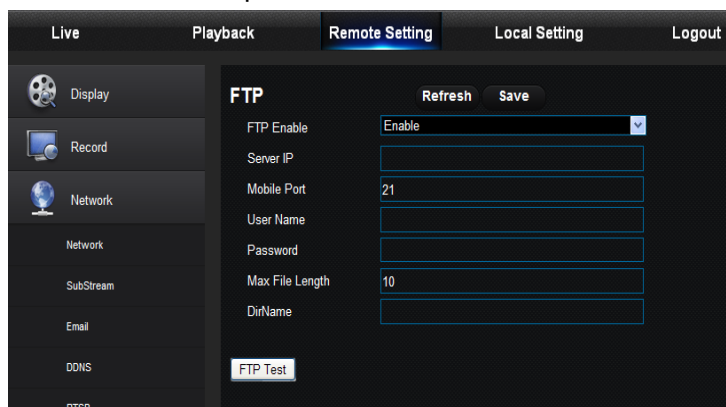 Live Playback Remote Setting Local Setting Logout
Display
Record
Network
Network
SubStream
Email
DDNS
RTSP
FTP Refresh Save
FTP Enable Enable
Server IP
Mobile Port 21
User Name
Password
Max File Length 10
DirName
FTP Test